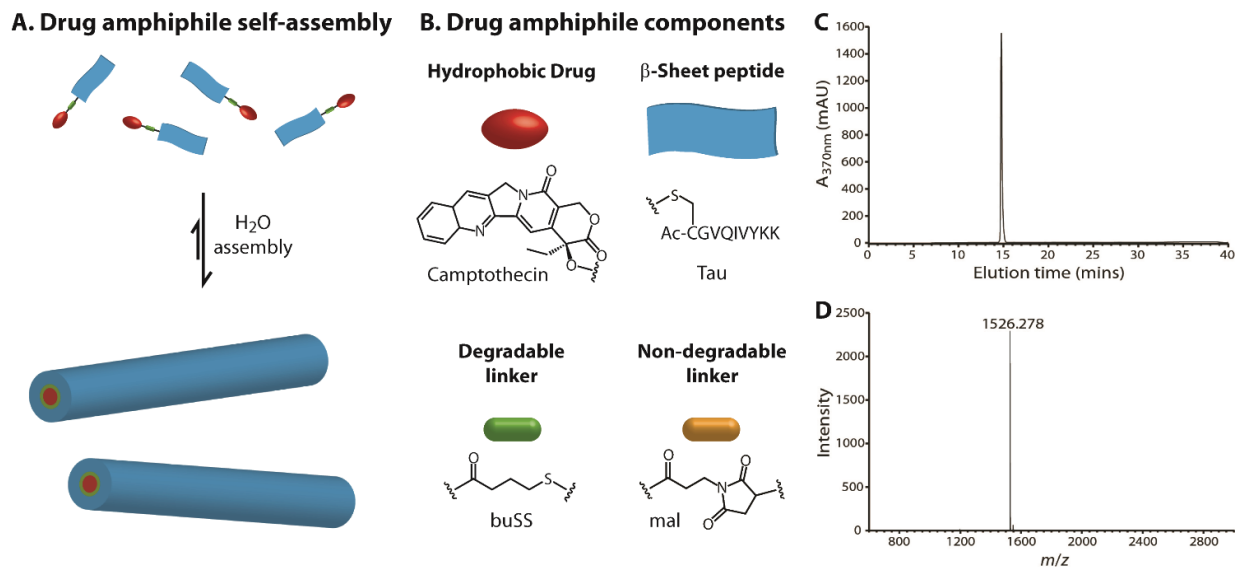 A. Drug amphiphile self-assembly
H2O
assembly
B. Drug amphiphile components
Hydrophobic Drug
β-Sheet peptide
O
N
O
N
O
O
Camptothecin
S
Ac-CGVQIVYKK
Tau
Degradable
linker
Non-degradable
linker
O
S
buSS
O
O
N
O
mal
C
A370nm (mAU)
1600
1400
1200
1000
800
600
400
200
0
0
5
10
15
20
25
30
35
40
Elution time (mins)
D
Intensity
2500
2000
1500
1000
500
0
1526.278
800
1200
1600
2000
2400
2800
m/z